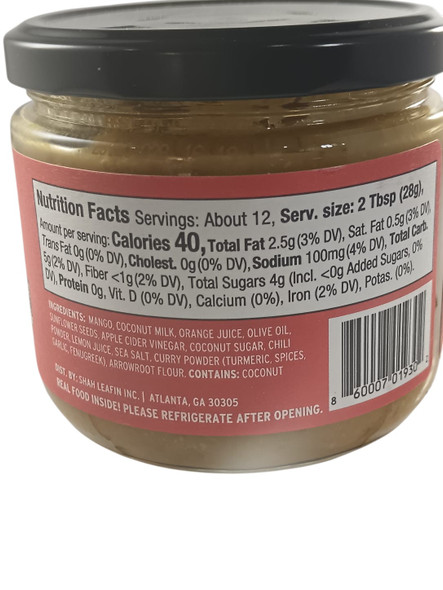 Nutrition Facts Servings: About 12, Serv. size: 2 Tbsp (28g),
Amount per serving: Calories 40, Total Fat 2.5g (3% DV), Sat. Fat 0.5g (3% DV),
Trans Fat 0g (0% DV), Cholest. 0g (0% DV), Sodium 100mg (4% DV), Total Carb.
5g (2% DV), Fiber <1g (2% DV), Total Sugars 4g (Incl. <0g Added Sugars, 0%
DV), Protein 0g, Vit. D (0% DV), Calcium (0%), Iron (2% DV), Potas. (0%).
INGREDIENTS: MANGO, COCONUT MILK, ORANGE JUICE, OLIVE OIL,
SUNFLOWER SEEDS, APPLE CIDER VINEGAR, COCONUT SUGAR, CHILI
POWDER, LEMON JUICE, SEA SALT, CURRY POWDER (TURMERIC, SPICES,
GARLIC, FENUGREEK), ARROWROOT FLOUR. CONTAINS: COCONUT
DIST. BY: SHAH LEAFIN INC. | ATLANTA, GA 30305
REAL FOOD INSIDE! PLEASE REFRIGERATE AFTER OPENING.
8 60007 01930 2